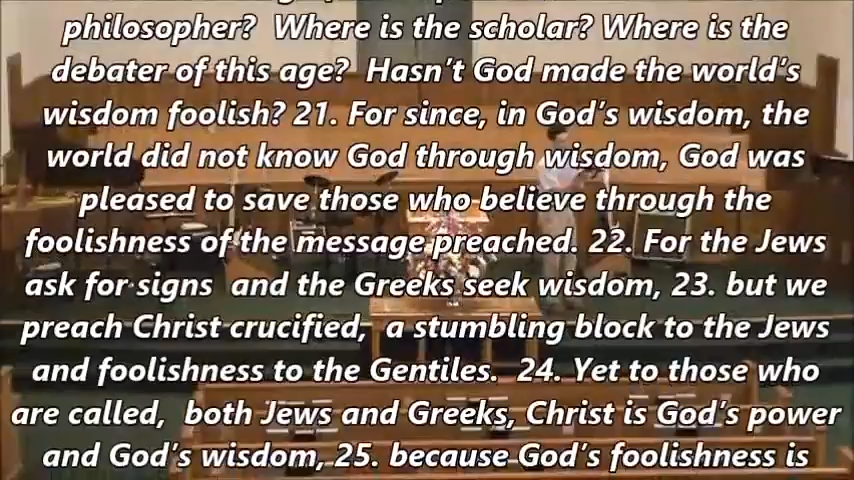 philosopher? Where is the scholar? Where is the
debater of this age? Hasn't God made the world's
wisdom foolish? 21. For since, in God's wisdom, the
world did not know God through wisdom, God was
pleased to save those who believe through the
foolishness of the message preached. 22. For the Jews
ask for signs and the Greeks seek wisdom, 23. but we
preach Christ crucified, a stumbling block to the Jews
and foolishness to the Gentiles. 24. Yet to those who
are called, both Jews and Greeks, Christ is God's power
and God's wisdom, 25. because God's foolishness is